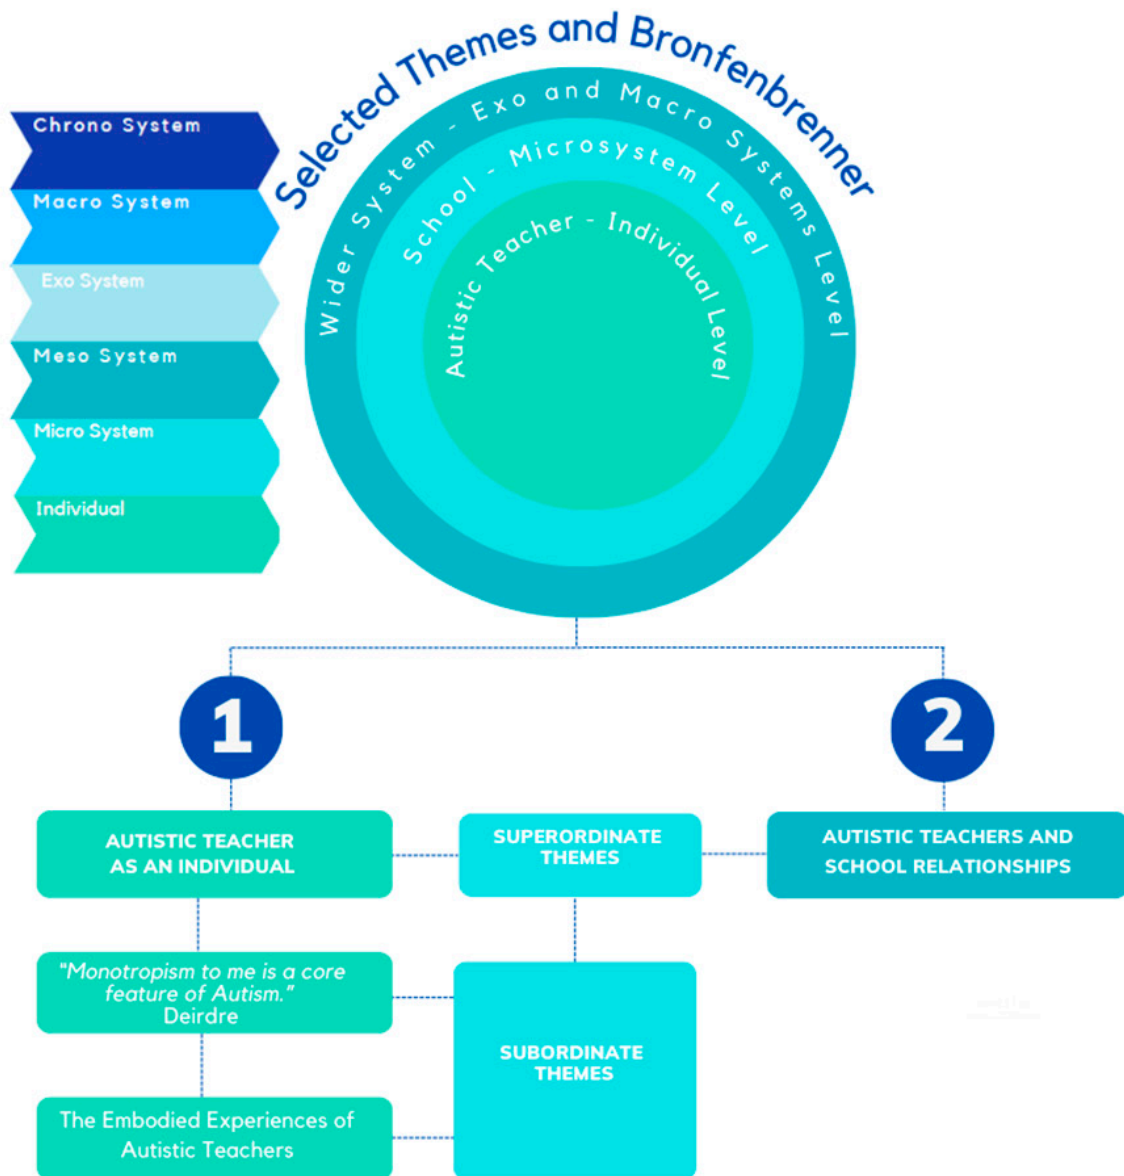 Selected Themes and Bronfenbrenner
Chrono System
Macro System
Exo System
Meso System
Micro System
Individual
Wider System - Exo and Macro Systems Level
School - Microsystem Level
Autistic Teacher - Individual Level
1
2
AUTISTIC TEACHER
AS AN INDIVIDUAL
SUPERORDINATE
THEMES
AUTISTIC TEACHERS AND
SCHOOL RELATIONSHIPS
"Monotropism to me is a core
feature of Autism."
Deirdre
SUBORDINATE
THEMES
The Embodied Experiences of
Autistic Teachers